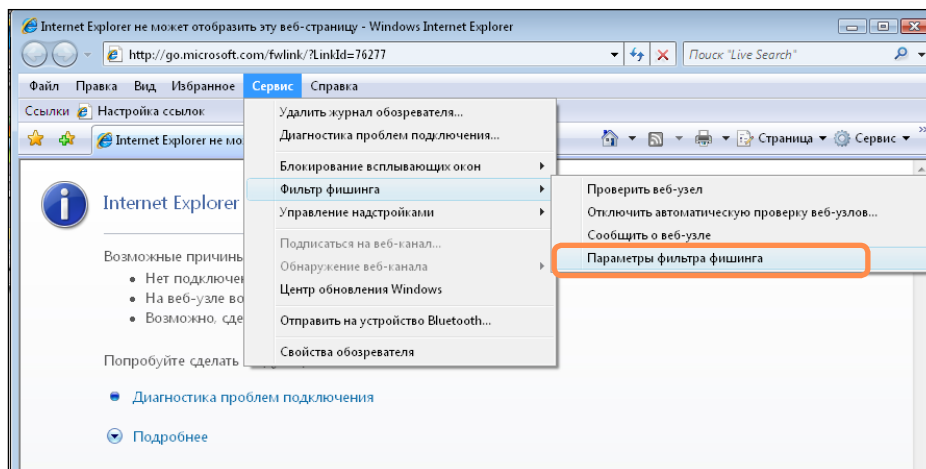 Internet Explorer не может отобразить эту веб-страницу - Windows Internet Explorer
http://go.microsoft.com/fwlink/?LinkId=76277
Поиск "Live Search"
Файл Правка Вид Избранное Сервис Справка
Ссылки Настройка ссылок
Internet Explorer не мо
Страница Сервис
Удалить журнал обозревателя...
Диагностика проблем подключения...
Блокирование всплывающих окон
Фильтр фишинга
Управление надстройками
Подписаться на веб-канал...
Обнаружение веб-канала
Центр обновления Windows
Отправить на устройство Bluetooth...
Свойства обозревателя
Проверить веб-узел
Отключить автоматическую проверку веб-узлов...
Сообщить о веб-узле
Параметры фильтра фишинга
Internet Explorer
Возможные причины
Нет подключе
На веб-узле во
Возможно, сде
Попробуйте сделать
Диагностика проблем подключения
Подробнее